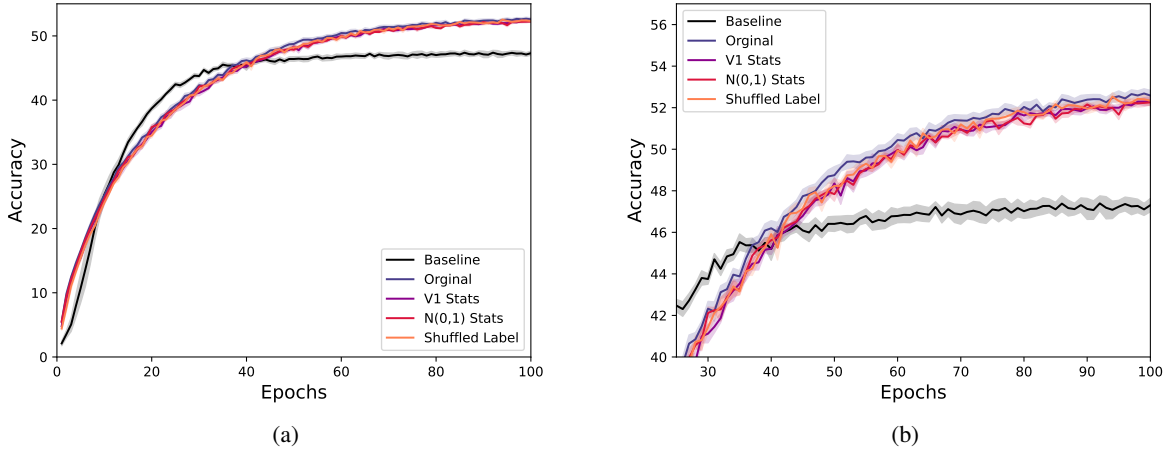 Accuracy
50
40
30
20
10
0
0 20 40 60 80 100
Epochs
Baseline
Orginal
V1 Stats
N(0,1) Stats
Shuffled Label
(a)
Accuracy
56
54
52
50
48
46
44
42
40
30 40 50 60 70 80 90 100
Epochs
Baseline
Orginal
V1 Stats
N(0,1) Stats
Shuffled Label
(b)